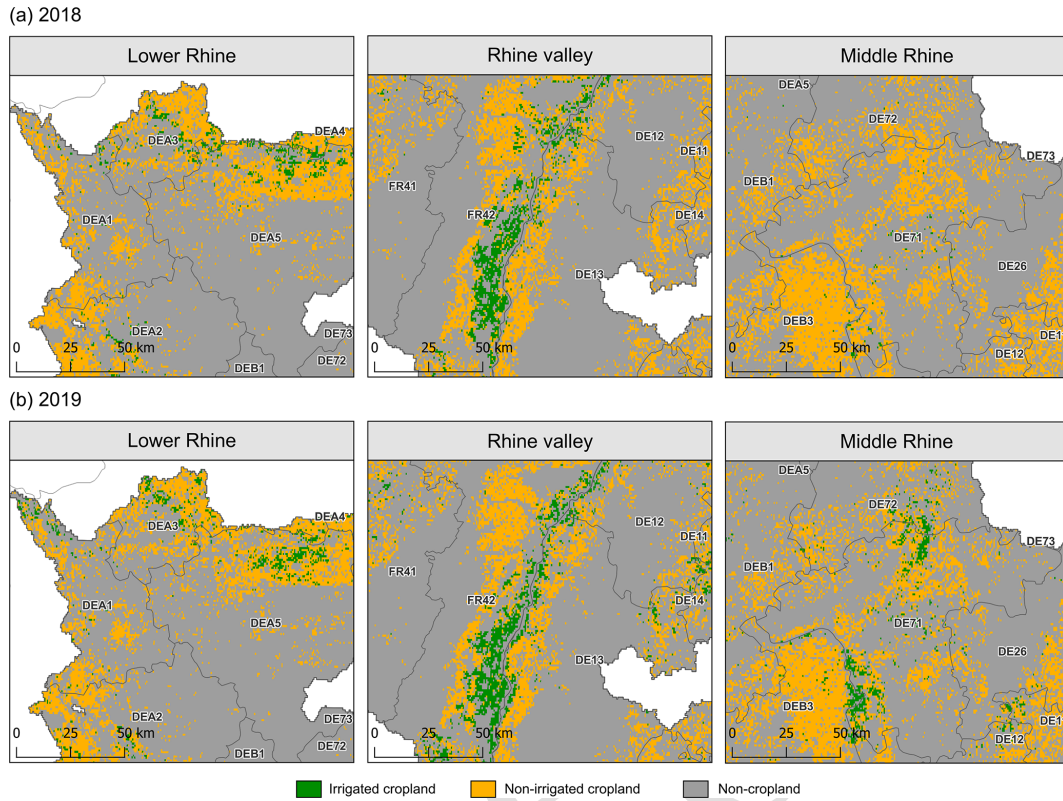 (a) 2018
Lower Rhine
Rhine valley
Middle Rhine
DEA4
DEA3
DEA1
DEA5
DEA2
DE73
DE72
DEB1
0 25 50 km
DE12
DE11
FR41
FR42
DE14
DE13
0 25 50 km
DEA5
DE72
DE73
DEB1
DE71
DE26
DEB3
DE1
DE12
0 25 50 km
(b) 2019
Lower Rhine
Rhine valley
Middle Rhine
DEA4
DEA3
DEA1
DEA5
DEA2
DE73
DE72
DEB1
0 25 50 km
DE12
DE11
FR41
FR42
DE14
DE13
0 25 50 km
DEA5
DE72
DE73
DEB1
DE71
DE26
DEB3
DE1
DE12
0 25 50 km
Irrigated cropland
Non-irrigated cropland
Non-cropland